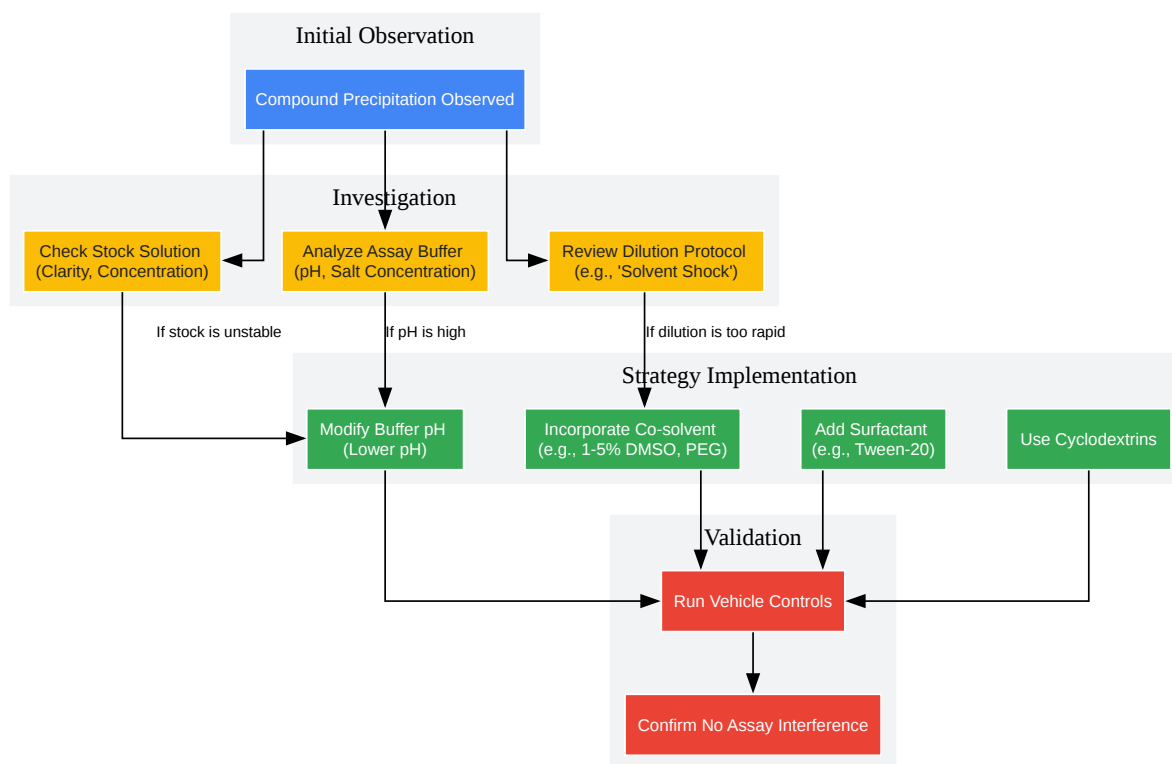 Initial Observation
Compound Precipitation Observed
Investigation
Check Stock Solution
(Clarity, Concentration)
Analyze Assay Buffer
(pH, Salt Concentration)
Review Dilution Protocol
(e.g., 'Solvent Shock')
If stock is unstable
If pH is high
If dilution is too rapid
Strategy Implementation
Modify Buffer pH
(Lower pH)
Incorporate Co-solvent
(e.g., 1-5% DMSO, PEG)
Add Surfactant
(e.g., Tween-20)
Use Cyclodextrins
Validation
Run Vehicle Controls
Confirm No Assay Interference